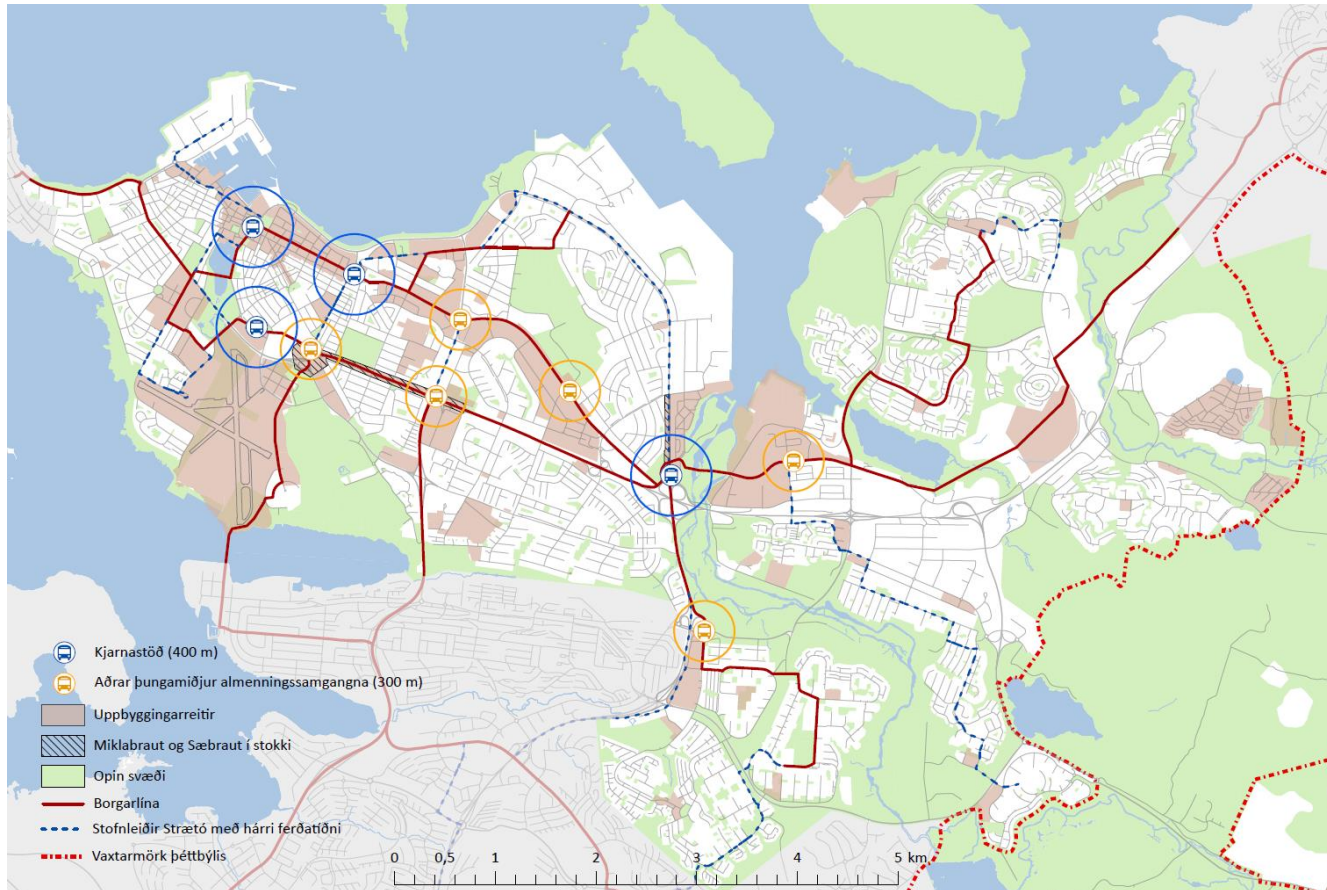 Kjarnastöð (400 m)
Aðrar þungamiðjur almenningssamgangna (300 m)
Uppbyggingarreitir
Miklabraut og Sæbraut í stokki
Opin svæði
Borgarlína
Stofnleiðir Strætó með hárri ferðatíðni
Vaxtarmörk þéttbýlis
0 0,5 1 2 3 4 5 km